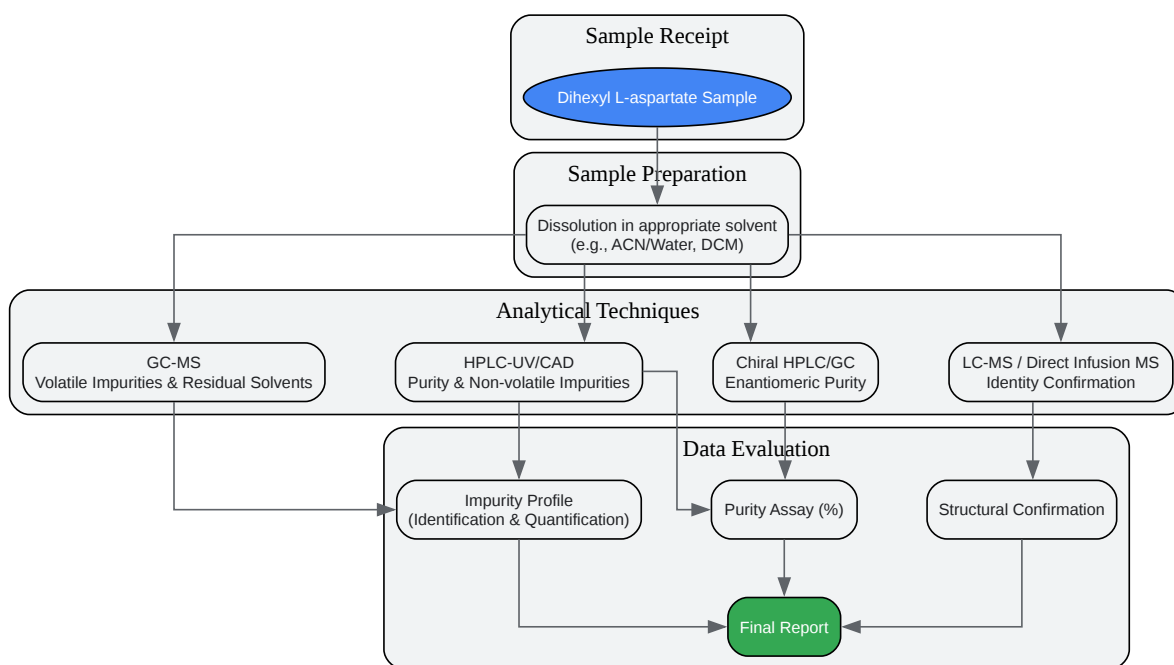 Sample Receipt
Dihexyl L-aspartate Sample
Sample Preparation
Dissolution in appropriate solvent
(e.g., ACN/Water, DCM)
Analytical Techniques
GC-MS
Volatile Impurities & Residual Solvents
HPLC-UV/CAD
Purity & Non-volatile Impurities
Chiral HPLC/GC
Enantiomeric Purity
LC-MS / Direct Infusion MS
Identity Confirmation
Data Evaluation
Impurity Profile
(Identification & Quantification)
Purity Assay (%)
Structural Confirmation
Final Report